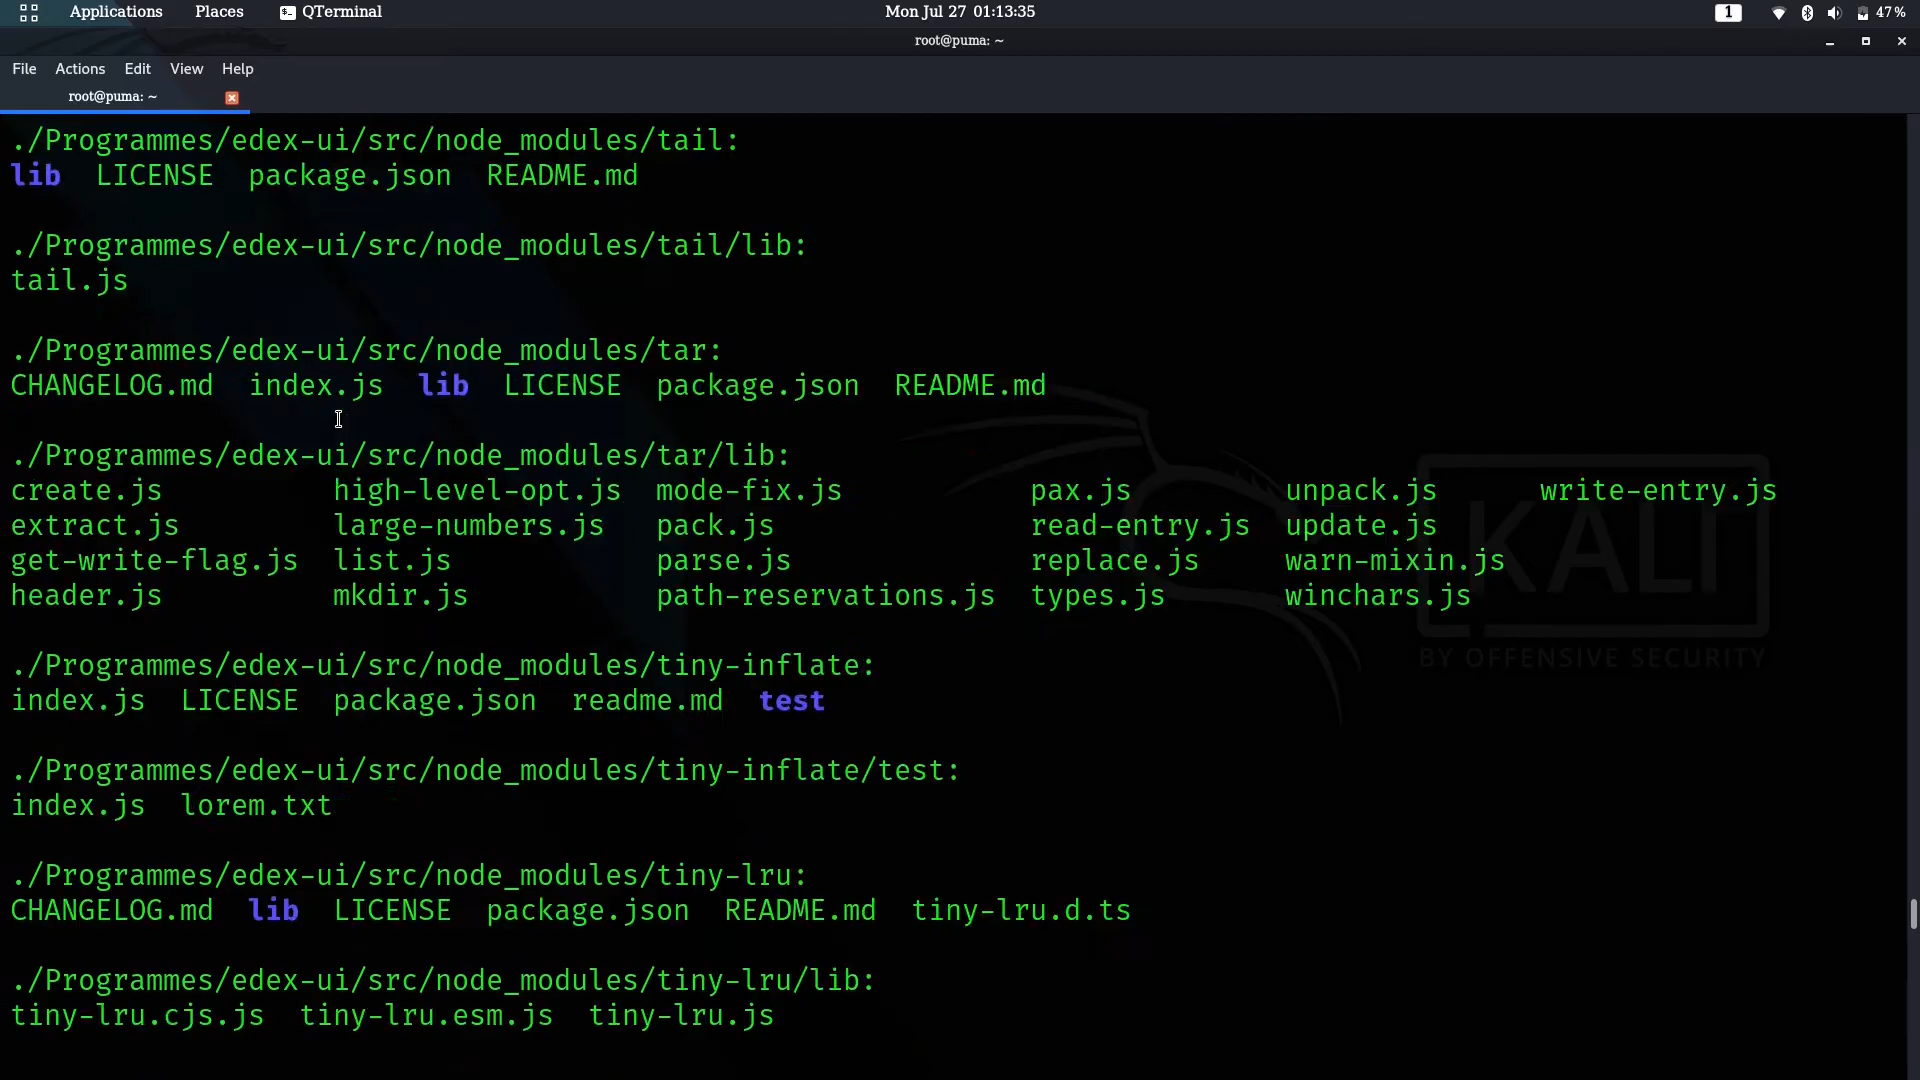 Applications Places QTerminal Mon Jul 27 01:13:35 1 47%
root@puma: ~
File Actions Edit View Help
root@puma: ~
./Programmes/edex-ui/src/node_modules/tail:
lib LICENSE package.json README.md
./Programmes/edex-ui/src/node_modules/tail/lib:
tail.js
./Programmes/edex-ui/src/node_modules/tar:
CHANGELOG.md index.js lib LICENSE package.json README.md
./Programmes/edex-ui/src/node_modules/tar/lib:
create.js high-level-opt.js mode-fix.js pax.js unpack.js write-entry.js
extract.js large-numbers.js pack.js read-entry.js update.js
get-write-flag.js list.js parse.js replace.js warn-mixin.js
header.js mkdir.js path-reservations.js types.js winchars.js
KALI
BY OFFENSIVE SECURITY
./Programmes/edex-ui/src/node_modules/tiny-inflate:
index.js LICENSE package.json readme.md test
./Programmes/edex-ui/src/node_modules/tiny-inflate/test:
index.js lorem.txt
./Programmes/edex-ui/src/node_modules/tiny-lru:
CHANGELOG.md lib LICENSE package.json README.md tiny-lru.d.ts
./Programmes/edex-ui/src/node_modules/tiny-lru/lib:
tiny-lru.cjs.js tiny-lru.esm.js tiny-lru.js